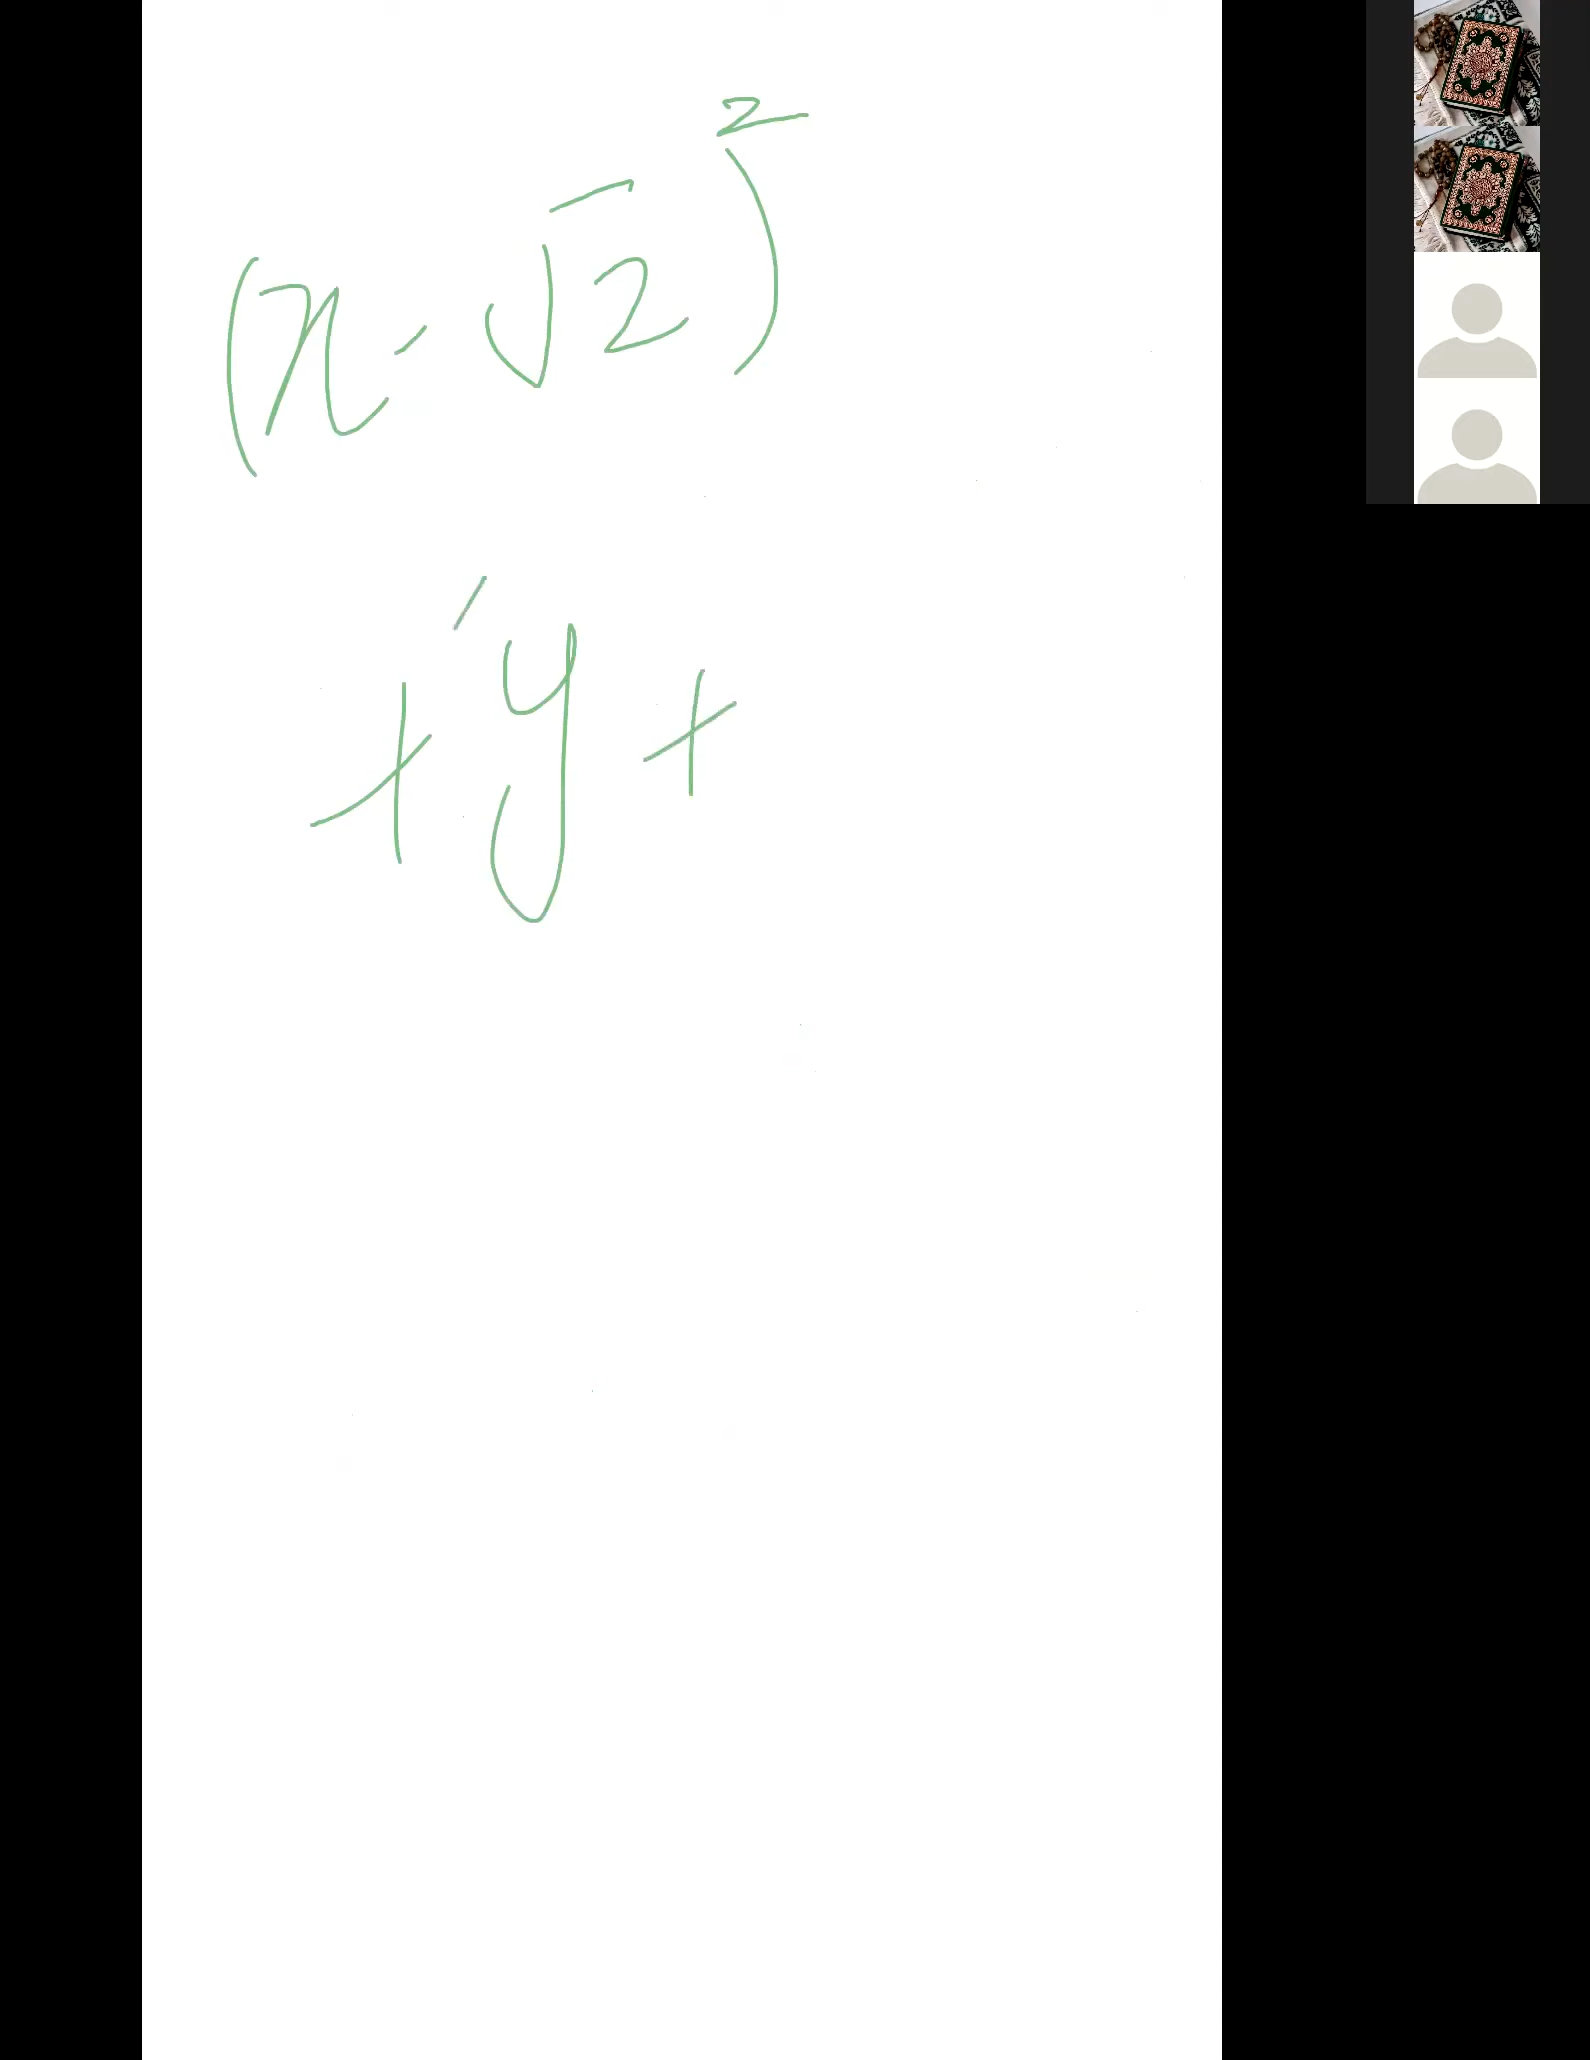 (x - √2)²
+ y +